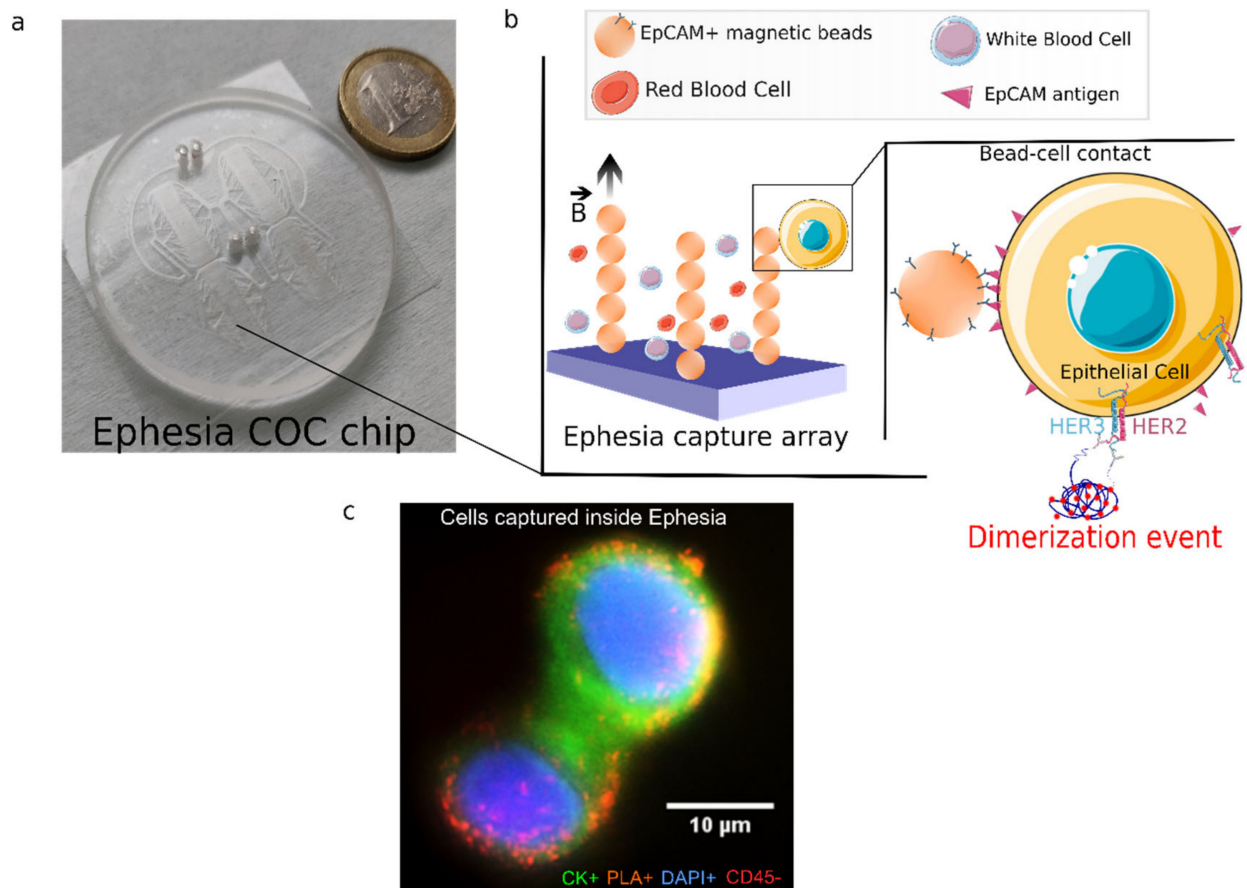 a
Ephesia COC chip
b
EpCAM+ magnetic beads
White Blood Cell
Red Blood Cell
EpCAM antigen
B
Ephesia capture array
Bead-cell contact
Epithelial Cell
HER3
HER2
Dimerization event
c
Cells captured inside Ephesia
10 µm
CK+ PLA+ DAPI+ CD45-